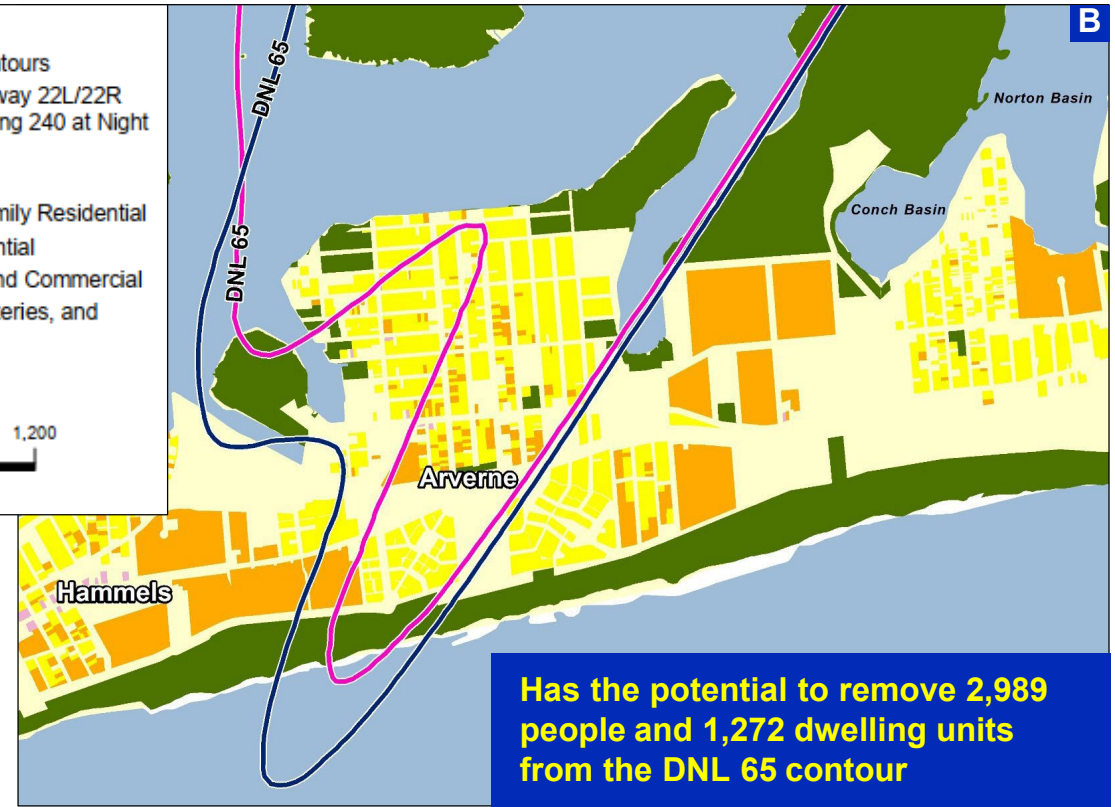 B
tours
way 22L/22R
ng 240 at Night
mily Residential
ntial
nd Commercial
teries, and
1,200
DNL 65
DNL 65
Norton Basin
Conch Basin
Arverne
Hammels
Has the potential to remove 2,989
people and 1,272 dwelling units
from the DNL 65 contour